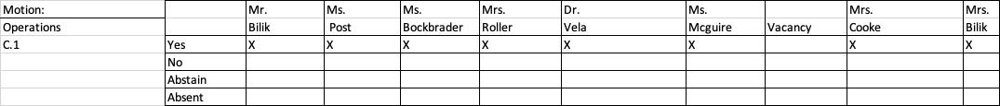 Motion: Mr. Ms. Ms. Mrs. Dr. Ms. Mrs. Mrs.
Operations Bilik Post Bockbrader Roller Vela Mcguire Vacancy Cooke Bilik
C.1 Yes X X X X X X X X
No
Abstain
Absent